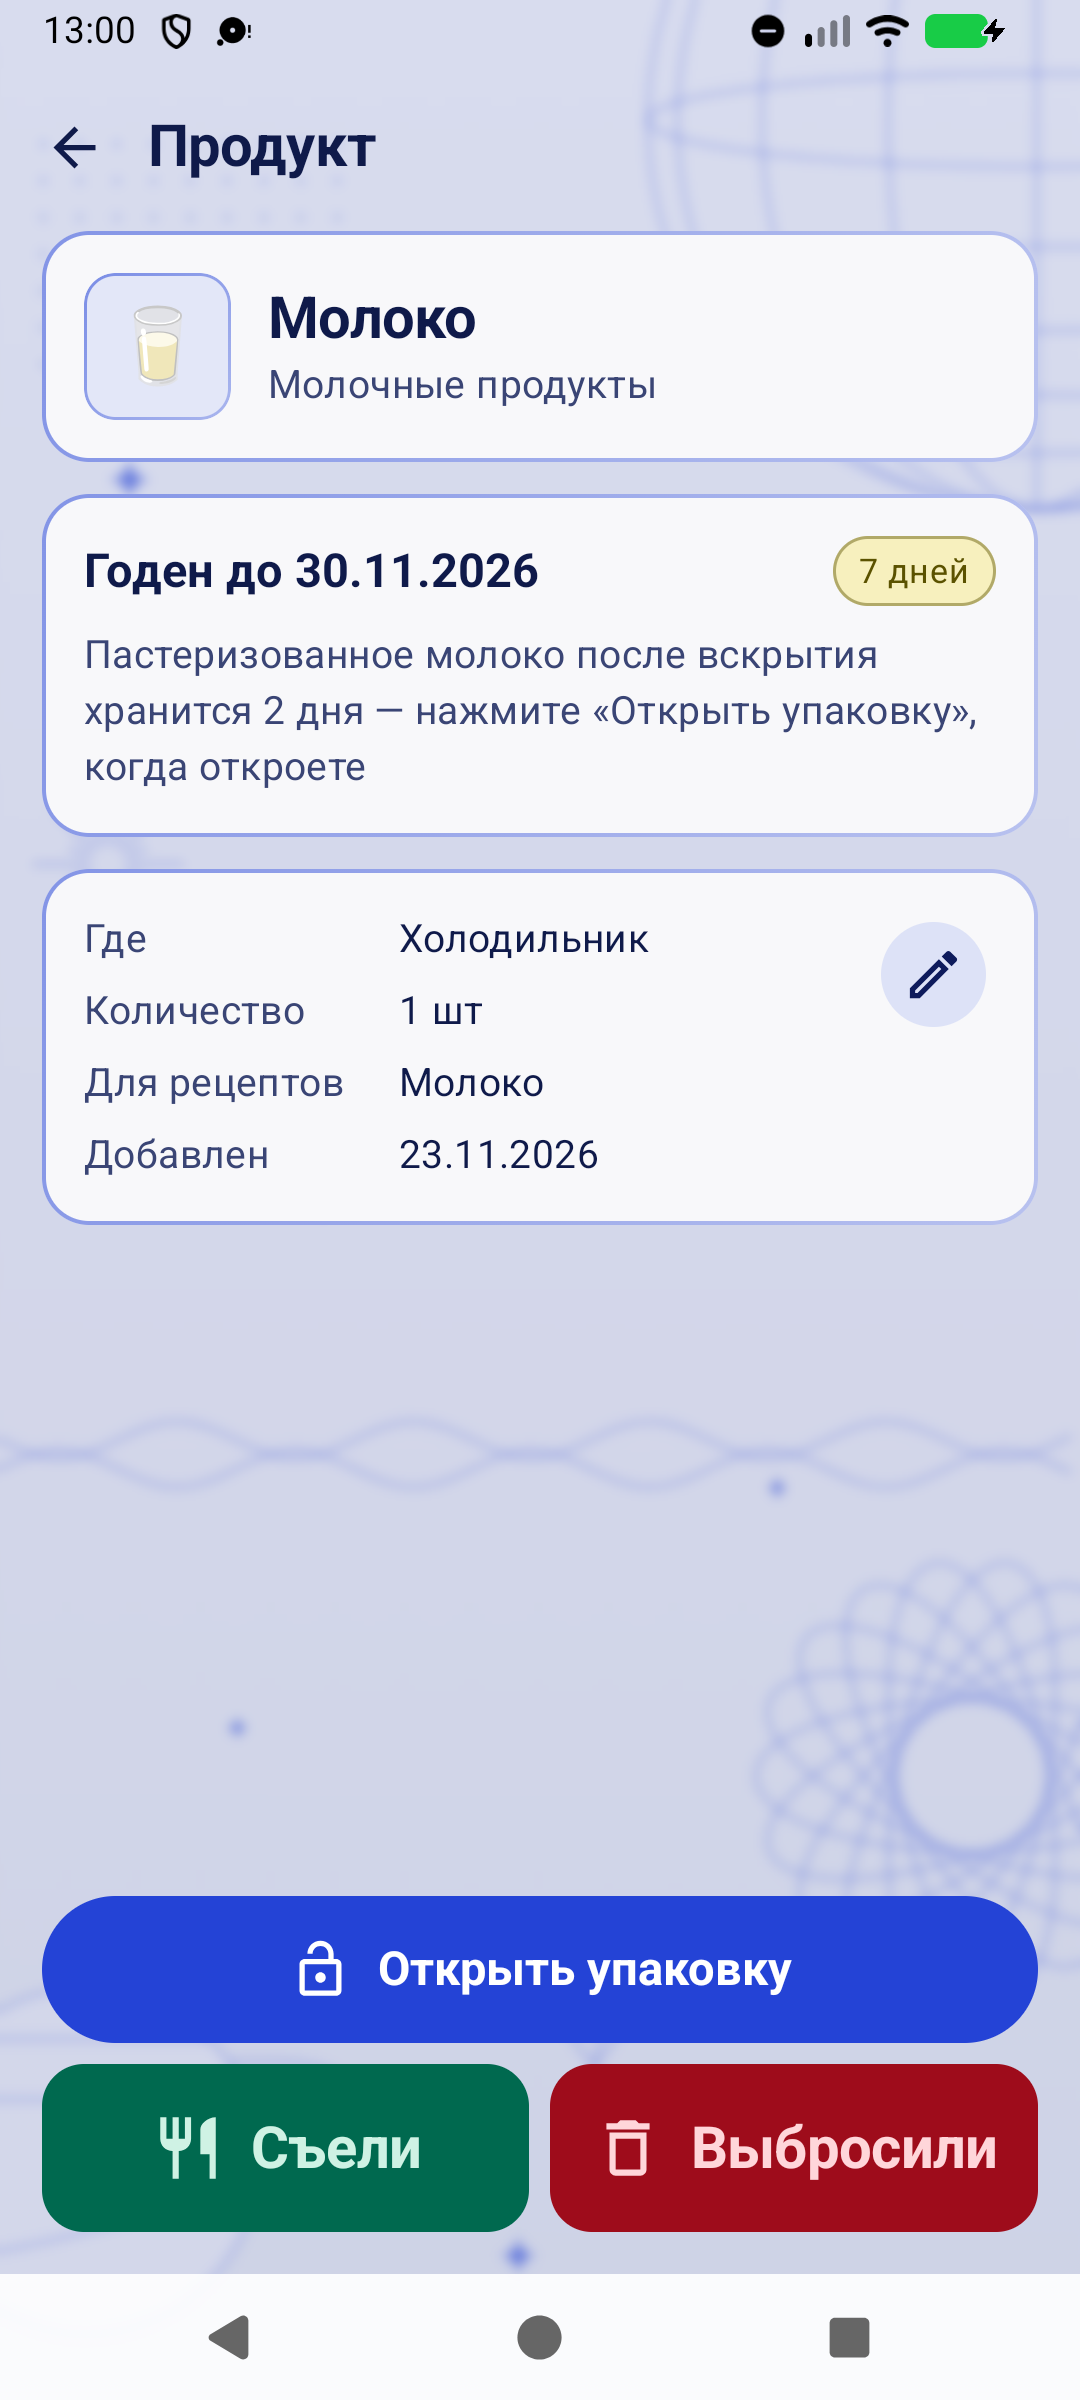 13:00
Продукт
Молоко
Молочные продукты
Годен до 30.11.2026
7 дней
Пастеризованное молоко после вскрытия
хранится 2 дня — нажмите «Открыть упаковку»,
когда откроете
Где Холодильник
Количество 1 шт
Для рецептов Молоко
Добавлен 23.11.2026
Открыть упаковку
Съели
Выбросили